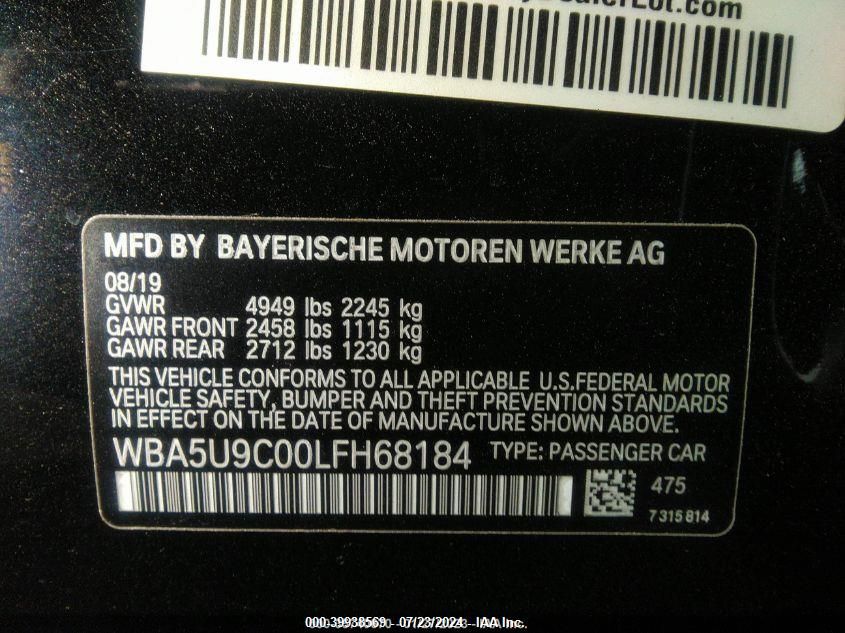 Lot.com
MFD BY BAYERISCHE MOTOREN WERKE AG
08/19
GVWR 4949 lbs 2245 kg
GAWR FRONT 2458 lbs 1115 kg
GAWR REAR 2712 lbs 1230 kg
THIS VEHICLE CONFORMS TO ALL APPLICABLE U.S.FEDERAL MOTOR
VEHICLE SAFETY, BUMPER AND THEFT PREVENTION STANDARDS
IN EFFECT ON THE DATE OF MANUFACTURE SHOWN ABOVE.
WBA5U9C00LFH68184 TYPE: PASSENGER CAR
475
7315814
000-39938569 - 07/23/2024 - IAA Inc.